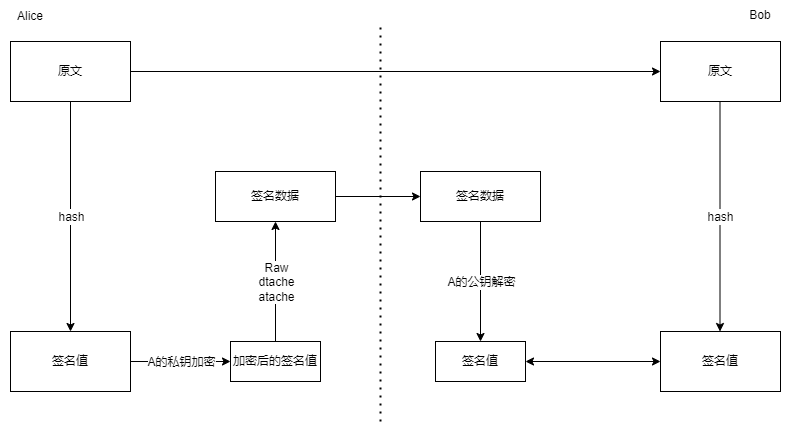 Alice
Bob
原文
原文
签名数据
签名数据
hash
hash
Raw
dtache
atache
A的公钥解密
签名值
A的私钥加密
加密后的签名值
签名值
签名值